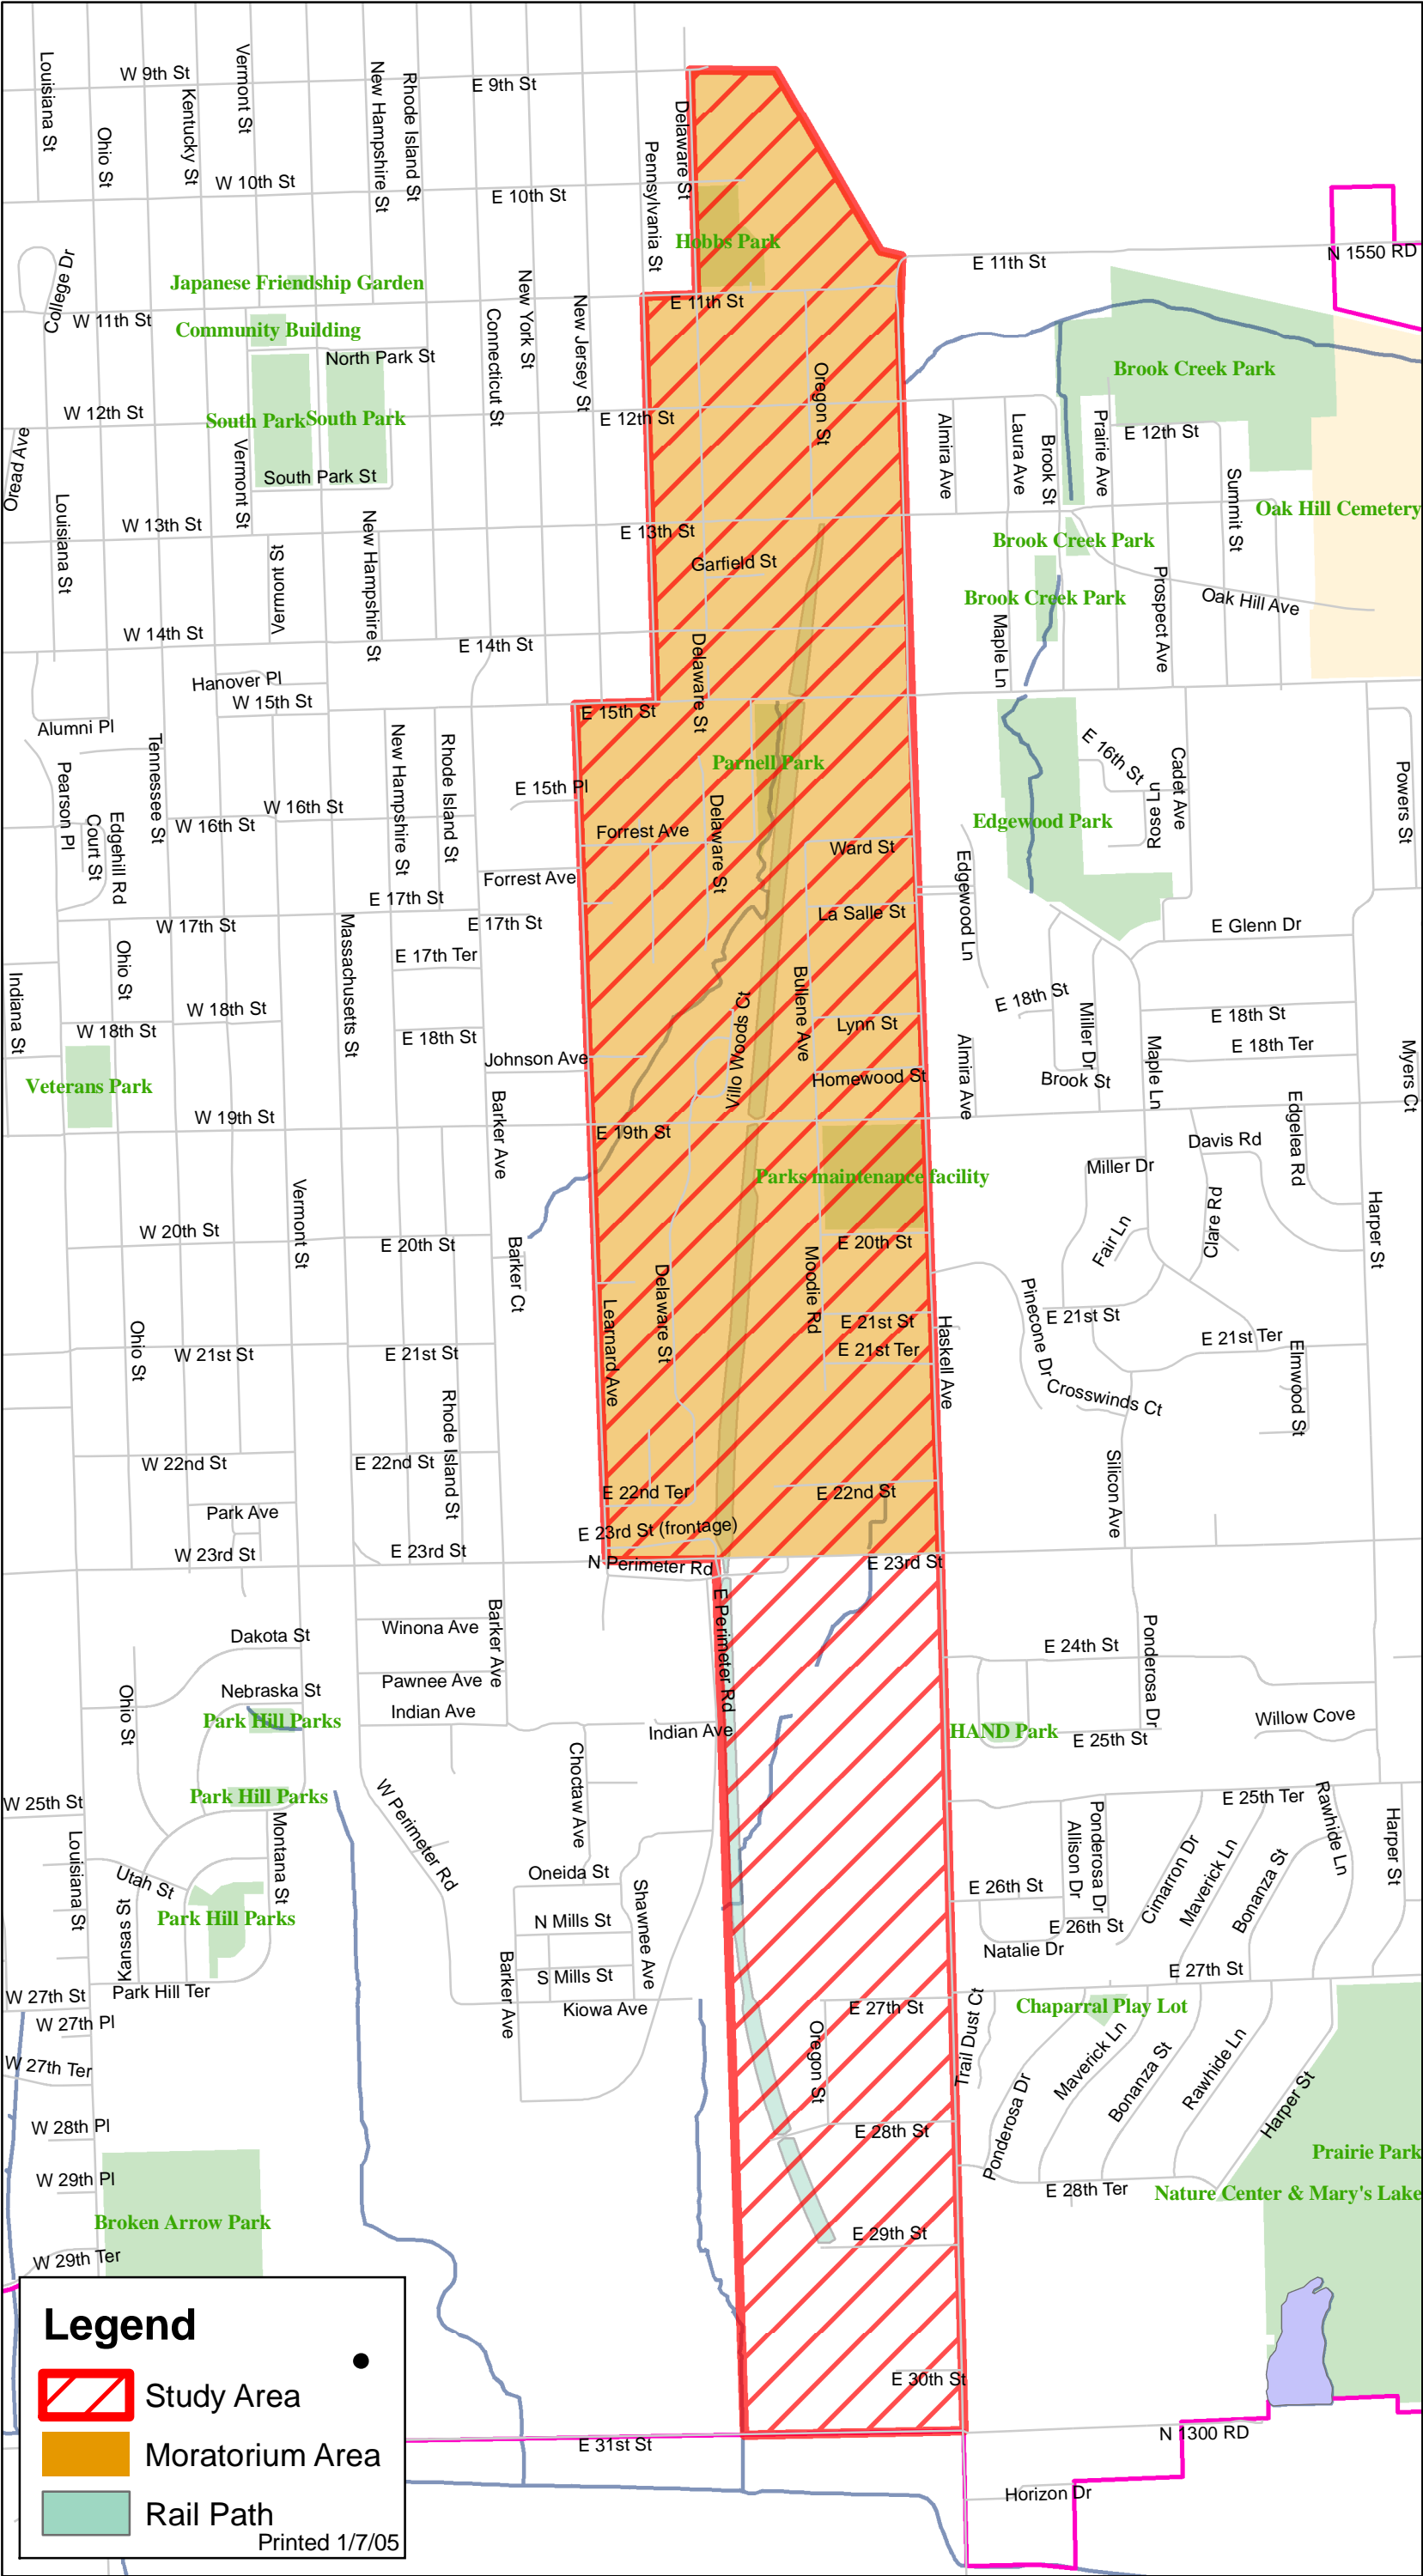 W 9th St
E 9th St
Louisiana St
Vermont St
Ohio St
Kentucky St
New Hampshire St
Rhode Island St
Delaware St
Pennsylvania St
W 10th St
E 10th St
Hobbs Park
College Dr
Japanese Friendship Garden
E 11th St
E 11th St
N 1550 RD
W 11th St
Community Building
North Park St
Connecticut St
New York St
New Jersey St
Oregon St
Brook Creek Park
W 12th St
South Park
South Park
E 12th St
Almira Ave
Laura Ave
Brook St
Prairie Ave
E 12th St
Oread Ave
Vermont St
South Park St
Summit St
Oak Hill Cemetery
Louisiana St
W 13th St
New Hampshire St
E 13th St
Brook Creek Park
Garfield St
Vermont St
Brook Creek Park
Prospect Ave
Oak Hill Ave
W 14th St
E 14th St
Delaware St
Maple Ln
Hanover Pl
W 15th St
E 15th St
Alumni Pl
Tennessee St
New Hampshire St
Rhode Island St
Parnell Park
E 16th St
Cadet Ave
Rose Ln
Powers St
Pearson Pl
Court St
Edgehill Rd
E 15th Pl
W 16th St
W 16th St
Forrest Ave
Delaware St
Ward St
Edgewood Park
Edgewood Ln
Forrest Ave
E 17th St
W 17th St
E 17th St
La Salle St
E Glenn Dr
Ohio St
Massachusetts St
E 17th Ter
Indiana St
Villo Woods Ct
Bullene Ave
E 18th St
W 18th St
W 18th St
E 18th St
Lynn St
Miller Dr
E 18th St
E 18th Ter
Johnson Ave
Almira Ave
Maple Ln
Myers Ct
Veterans Park
Homewood St
Brook St
W 19th St
Barker Ave
E 19th St
Edgelea Rd
Davis Rd
Miller Dr
Parks maintenance facility
Vermont St
Clare Rd
Harper St
W 20th St
E 20th St
Barker Ct
E 20th St
Fair Ln
Moodie Rd
Delaware St
Learnard Ave
Pinecone Dr
E 21st St
E 21st St
Haskell Ave
Ohio St
W 21st St
E 21st St
E 21st Ter
E 21st Ter
Elmwood St
Crosswinds Ct
Rhode Island St
W 22nd St
E 22nd St
Silicon Ave
E 22nd Ter
E 22nd St
Park Ave
E 23rd St (frontage)
W 23rd St
E 23rd St
N Perimeter Rd
E 23rd St
E Perimeter Rd
Winona Ave
Barker Ave
Dakota St
E 24th St
Ponderosa Dr
Nebraska St
Pawnee Ave
Ohio St
Park Hill Parks
Indian Ave
Indian Ave
HAND Park
E 25th St
Willow Cove
Choctaw Ave
W Perimeter Rd
Park Hill Parks
W 25th St
E 25th Ter
Allison Dr
Ponderosa Dr
Cimarron Dr
Maverick Ln
Bonanza St
Rawhide Ln
Harper St
Louisiana St
Utah St
Montana St
Oneida St
E 26th St
Park Hill Parks
Kansas St
N Mills St
Shawnee Ave
E 26th St
Natalie Dr
Barker Ave
S Mills St
E 27th St
W 27th St
Park Hill Ter
Kiowa Ave
E 27th St
Chaparral Play Lot
W 27th Pl
Trail Dust Ct
Oregon St
W 27th Ter
Ponderosa Dr
Maverick Ln
Bonanza St
Rawhide Ln
Harper St
W 28th Pl
E 28th St
Prairie Park
W 29th Pl
E 28th Ter
Nature Center & Mary's Lake
Broken Arrow Park
E 29th St
W 29th Ter
Legend
Study Area
Moratorium Area
Rail Path
Printed 1/7/05
E 30th St
E 31st St
N 1300 RD
Horizon Dr